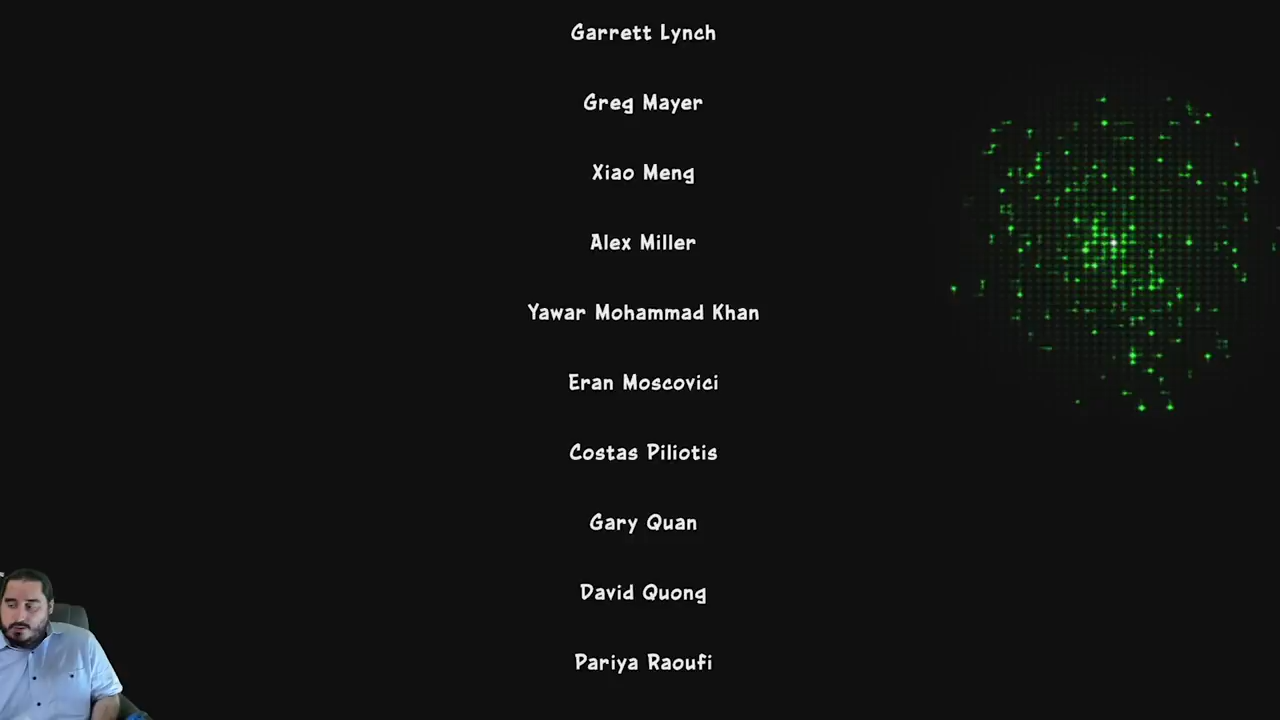 Garrett Lynch
Greg Mayer
Xiao Meng
Alex Miller
Yawar Mohammad Khan
Eran Moscovici
Costas Piliotis
Gary Quan
David Quong
Pariya Raoufi